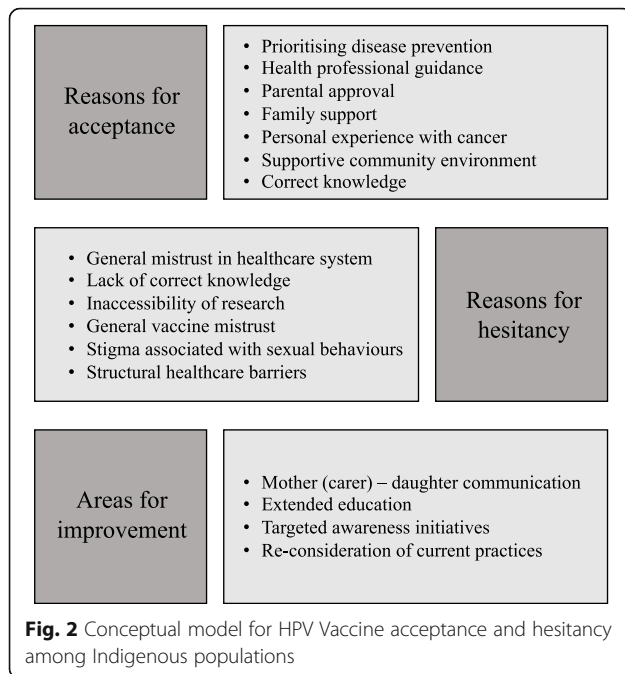 Reasons for
acceptance
• Prioritising disease prevention
• Health professional guidance
• Parental approval
• Family support
• Personal experience with cancer
• Supportive community environment
• Correct knowledge
• General mistrust in healthcare system
• Lack of correct knowledge
• Inaccessibility of research
• General vaccine mistrust
• Stigma associated with sexual behaviours
• Structural healthcare barriers
Reasons for
hesitancy
Areas for
improvement
• Mother (carer) – daughter communication
• Extended education
• Targeted awareness initiatives
• Re-consideration of current practices
Fig. 2 Conceptual model for HPV Vaccine acceptance and hesitancy
among Indigenous populations